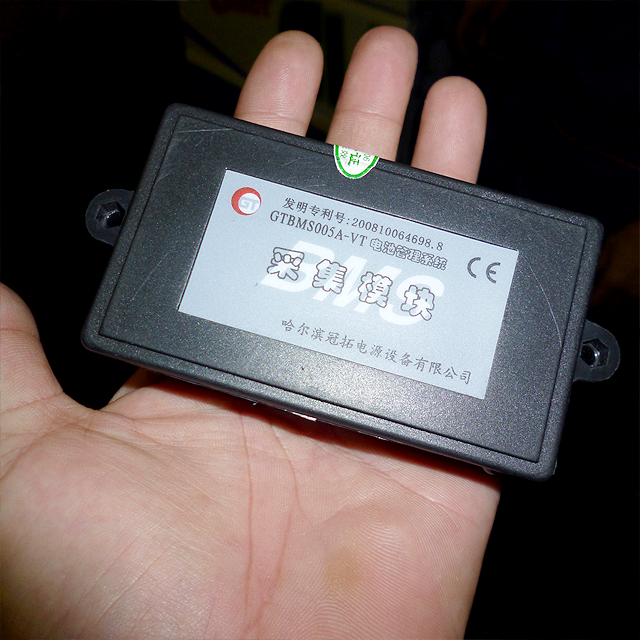 GT
发明专利号:200810064698.8
GTBMS005A-VT 电池管理系统
CE
BMS
采集模块
哈尔滨冠拓电源设备有限公司